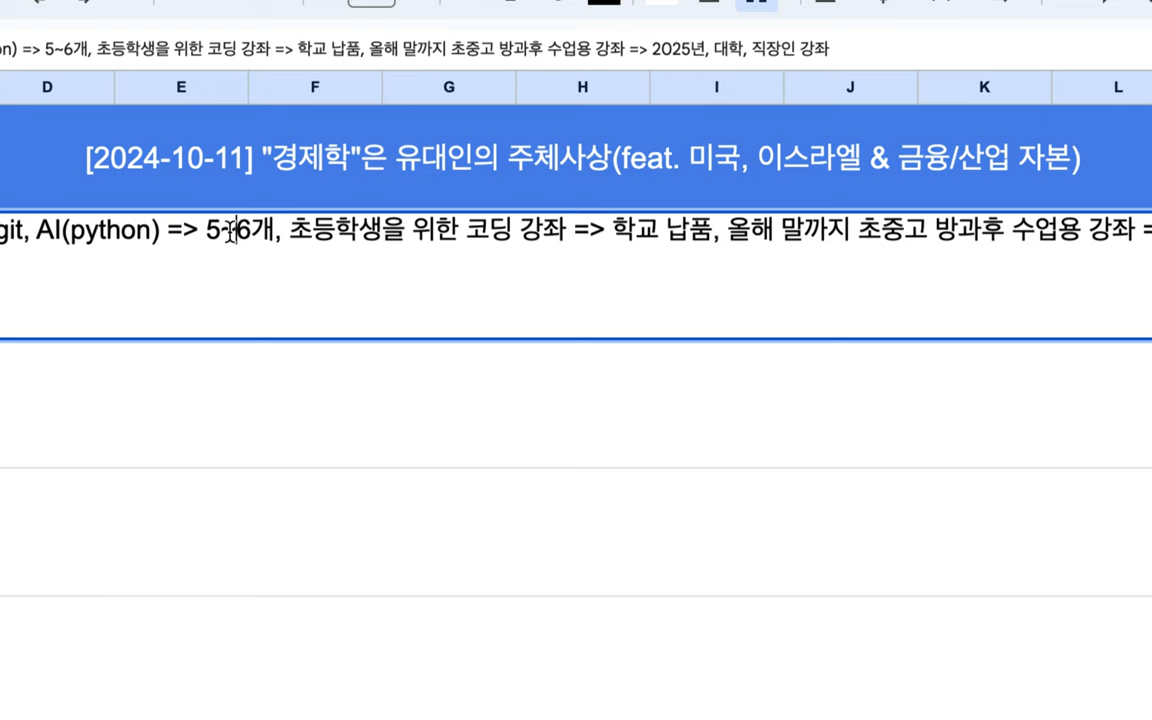 n) => 5~6개, 초등학생을 위한 코딩 강좌 => 학교 납품, 올해 말까지 초중고 방과후 수업용 강좌 => 2025년, 대학, 직장인 강좌
D E F G H I J K L
[2024-10-11] "경제학"은 유대인의 주체사상(feat. 미국, 이스라엘 & 금융/산업 자본)
git, AI(python) => 5~6개, 초등학생을 위한 코딩 강좌 => 학교 납품, 올해 말까지 초중고 방과후 수업용 강좌 =